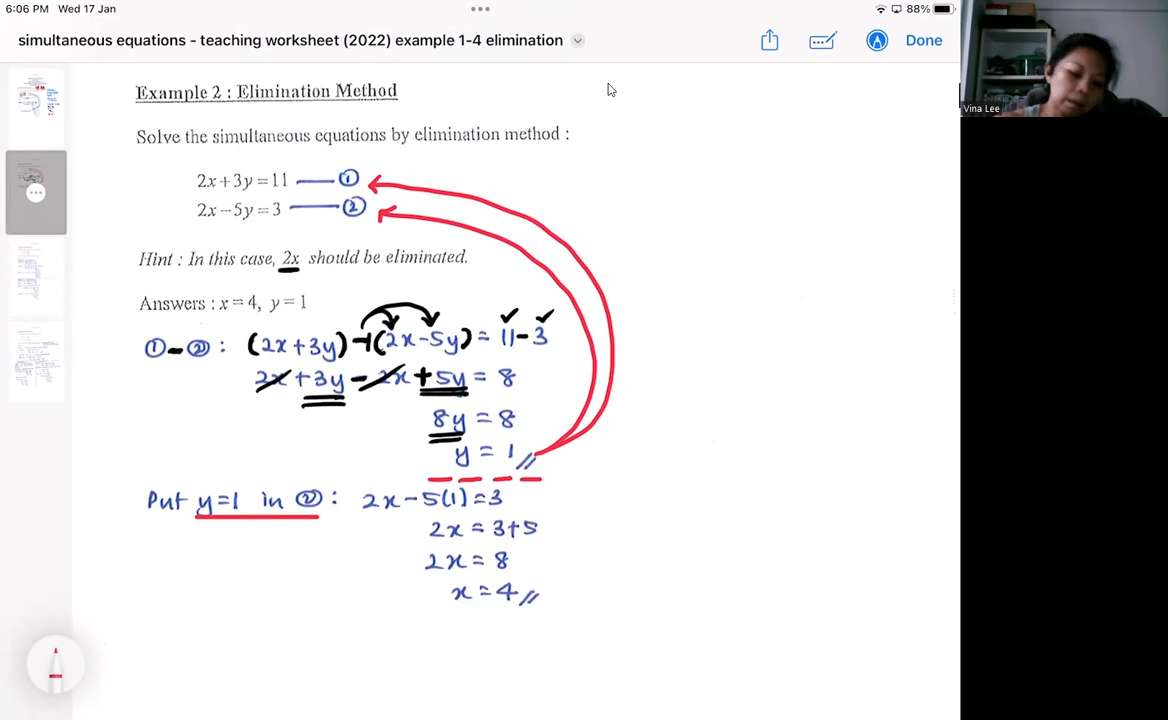 6:06 PM Wed 17 Jan
88%
simultaneous equations - teaching worksheet (2022) example 1-4 elimination
Done
Vina Lee
Example 2 : Elimination Method
Solve the simultaneous equations by elimination method :
2x+3y=11 — ①
2x-5y=3 — ②
Hint : In this case, 2x should be eliminated.
Answers : x=4, y=1
①-② : (2x+3y)-1(2x-5y)=11-3
2x+3y-2x+5y=8
8y=8
y=1//
Put y=1 in ② : 2x-5(1)=3
2x=3+5
2x=8
x=4//